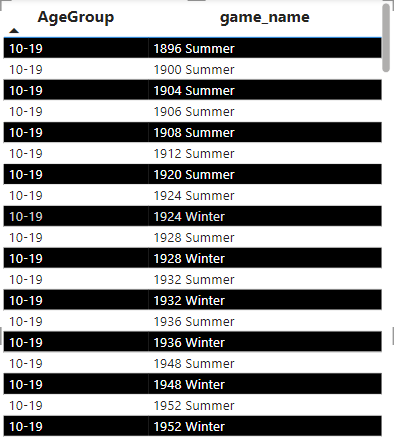 AgeGroup game_name
10-19 1896 Summer
10-19 1900 Summer
10-19 1904 Summer
10-19 1906 Summer
10-19 1908 Summer
10-19 1912 Summer
10-19 1920 Summer
10-19 1924 Summer
10-19 1924 Winter
10-19 1928 Summer
10-19 1928 Winter
10-19 1932 Summer
10-19 1932 Winter
10-19 1936 Summer
10-19 1936 Winter
10-19 1948 Summer
10-19 1948 Winter
10-19 1952 Summer
10-19 1952 Winter